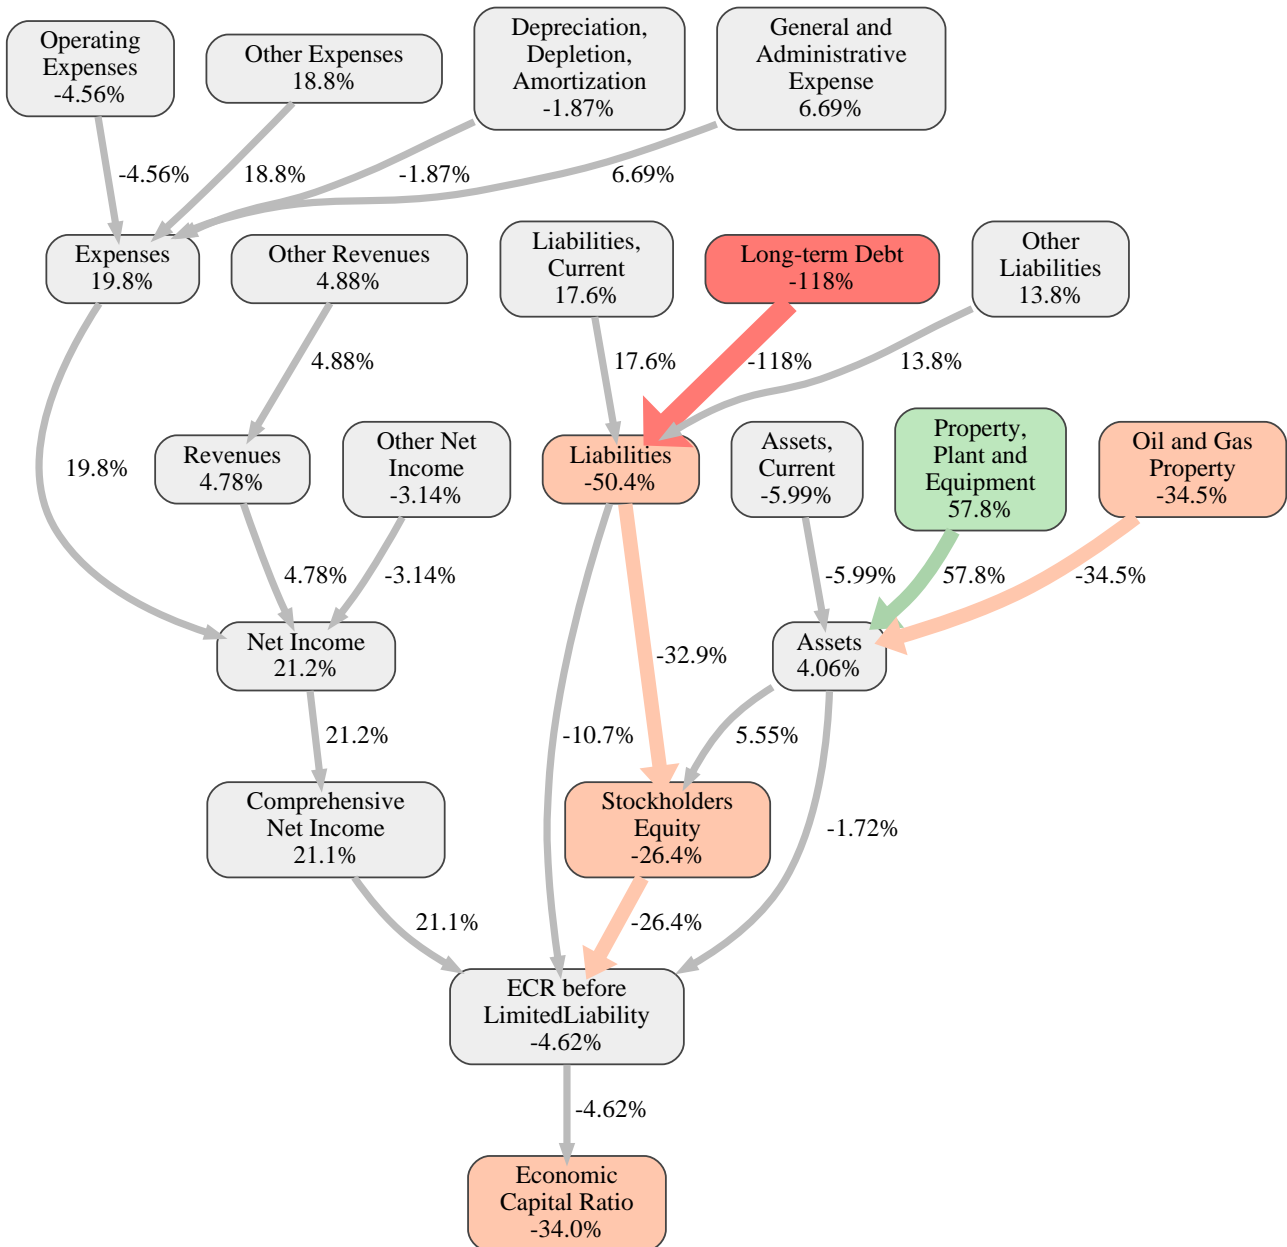 Operating
Expenses
-4.56%
Other Expenses
18.8%
Depreciation,
Depletion,
Amortization
-1.87%
General and
Administrative
Expense
6.69%
-4.56%
18.8%
-1.87%
6.69%
Expenses
19.8%
Other Revenues
4.88%
Liabilities,
Current
17.6%
Long-term Debt
-118%
Other
Liabilities
13.8%
4.88%
17.6%
-118%
13.8%
19.8%
Revenues
4.78%
Other Net
Income
-3.14%
Liabilities
-50.4%
Assets,
Current
-5.99%
Property,
Plant and
Equipment
57.8%
Oil and Gas
Property
-34.5%
4.78%
-3.14%
-5.99%
57.8%
-34.5%
Net Income
21.2%
-32.9%
Assets
4.06%
21.2%
-10.7%
5.55%
Comprehensive
Net Income
21.1%
Stockholders
Equity
-26.4%
-1.72%
21.1%
-26.4%
ECR before
LimitedLiability
-4.62%
-4.62%
Economic
Capital Ratio
-34.0%